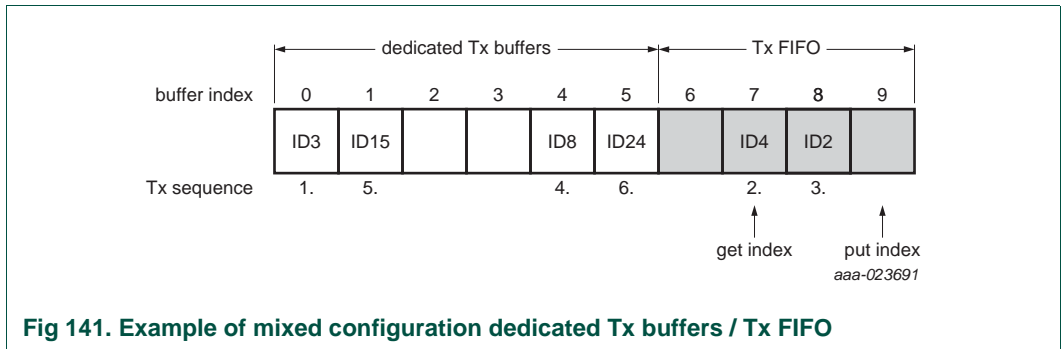 dedicated Tx buffers Tx FIFO
buffer index 0 1 2 3 4 5 6 7 8 9
ID3 ID15 ID8 ID24 ID4 ID2
Tx sequence 1. 5. 4. 6. 2. 3.
get index put index
aaa-023691
Fig 141. Example of mixed configuration dedicated Tx buffers / Tx FIFO